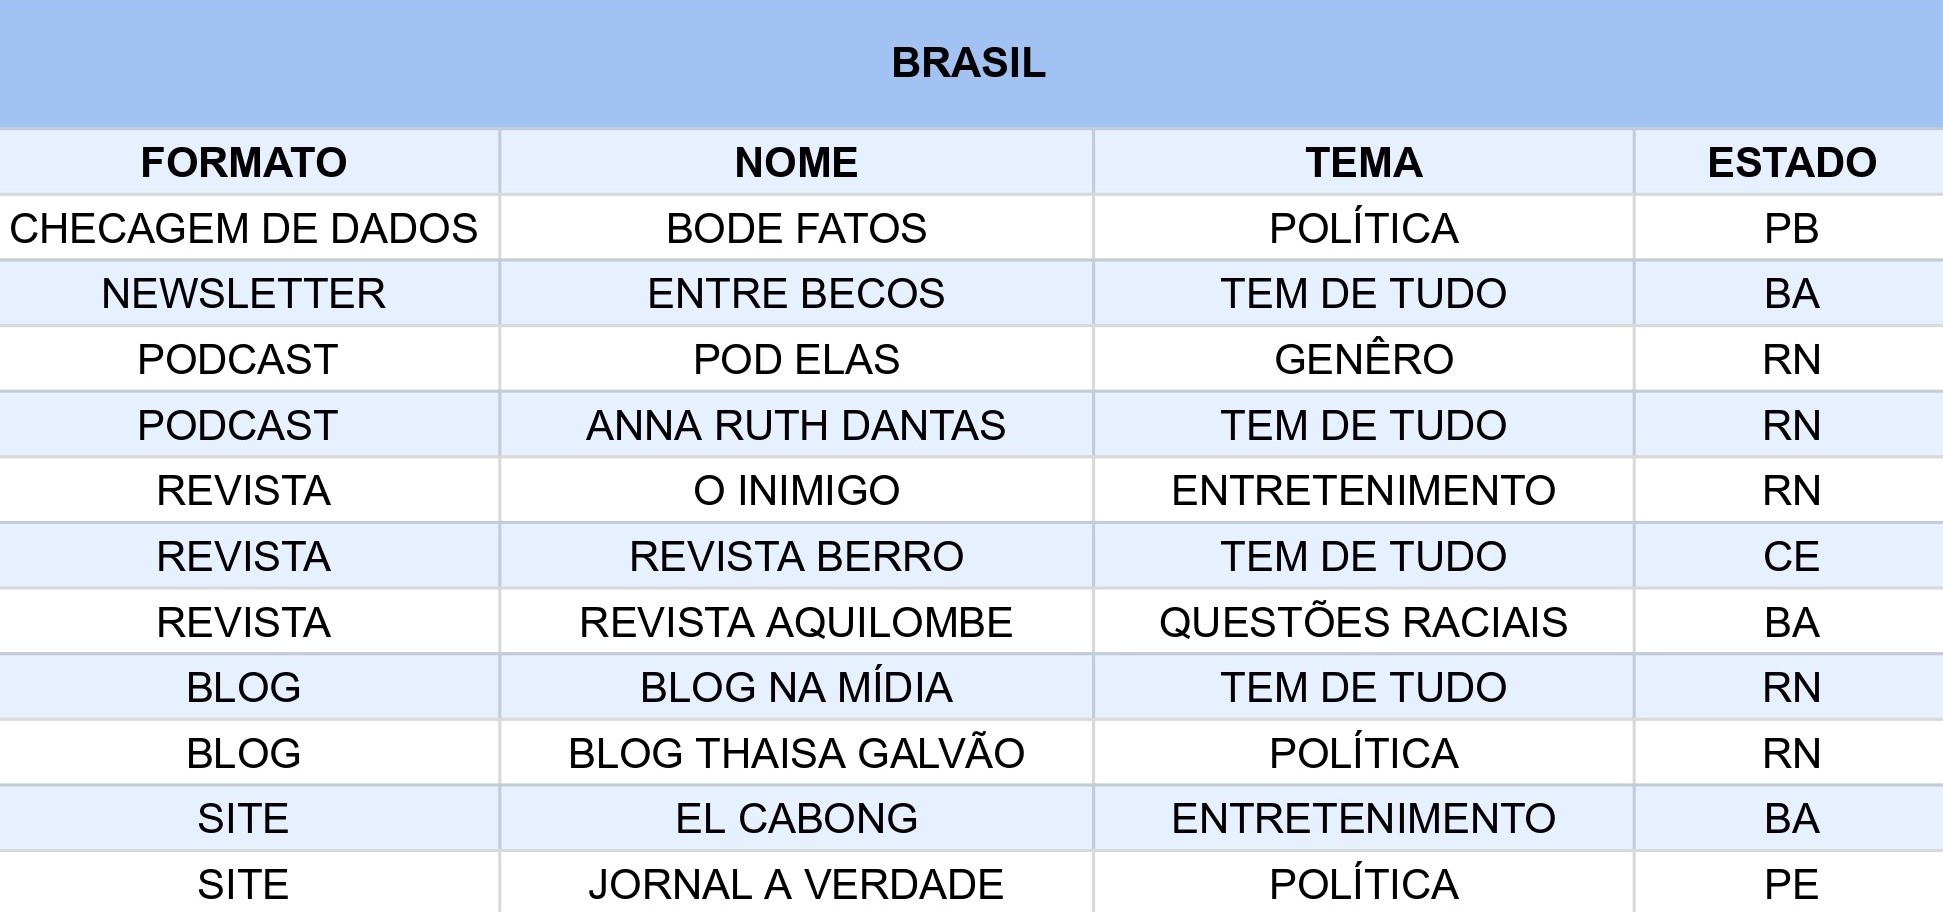 BRASIL
FORMATO NOME TEMA ESTADO
CHECAGEM DE DADOS BODE FATOS POLÍTICA PB
NEWSLETTER ENTRE BECOS TEM DE TUDO BA
PODCAST POD ELAS GENÊRO RN
PODCAST ANNA RUTH DANTAS TEM DE TUDO RN
REVISTA O INIMIGO ENTRETENIMENTO RN
REVISTA REVISTA BERRO TEM DE TUDO CE
REVISTA REVISTA AQUILOMBE QUESTÕES RACIAIS BA
BLOG BLOG NA MÍDIA TEM DE TUDO RN
BLOG BLOG THAISA GALVÃO POLÍTICA RN
SITE EL CABONG ENTRETENIMENTO BA
SITE JORNAL A VERDADE POLÍTICA PE